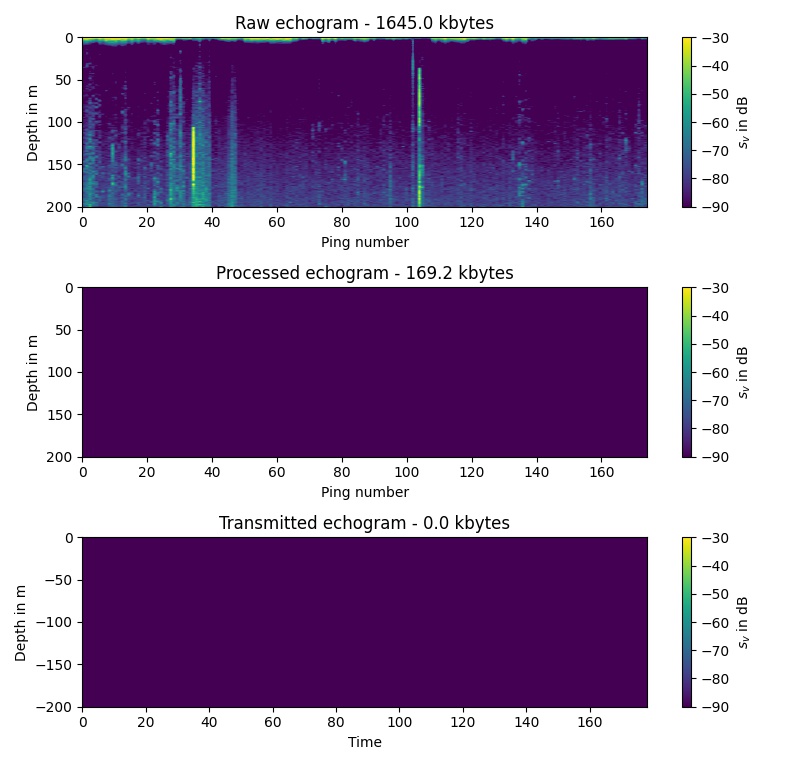 Raw echogram - 1645.0 kbytes
0
50
100
150
200
Depth in m
0 20 40 60 80 100 120 140 160
Ping number
−30
−40
−50
−60
−70
−80
−90
sv in dB
Processed echogram - 169.2 kbytes
0
50
100
150
200
Depth in m
0 20 40 60 80 100 120 140 160
Ping number
−30
−40
−50
−60
−70
−80
−90
sv in dB
Transmitted echogram - 0.0 kbytes
0
−50
−100
−150
−200
Depth in m
0 20 40 60 80 100 120 140 160
Time
−30
−40
−50
−60
−70
−80
−90
sv in dB